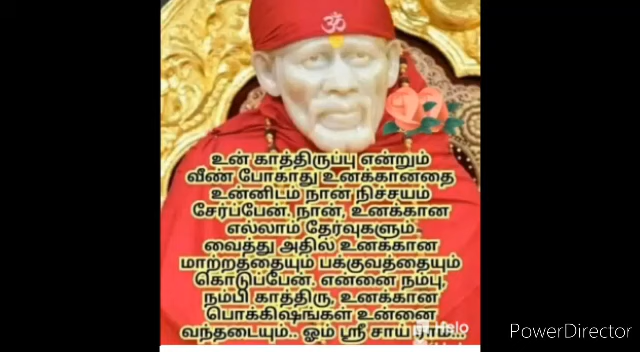 ॐ
உன் காத்திருப்பு என்றும்
வீண் போகாது உனக்கானதை
உன்னிடம் நான் நிச்சயம்
சேர்ப்பேன். நான், உனக்கான
எல்லாம் தேர்வுகளும்
வைத்து அதில் உனக்கான
மாற்றத்தையும் பக்குவத்தையும்
கொடுப்பேன். என்னை நம்பு,
நம்பி காத்திரு, உனக்கான
பொக்கிஷங்கள் உன்னை
வந்தடையும்.. ஓம் ஸ்ரீ சாய்
PowerDirector